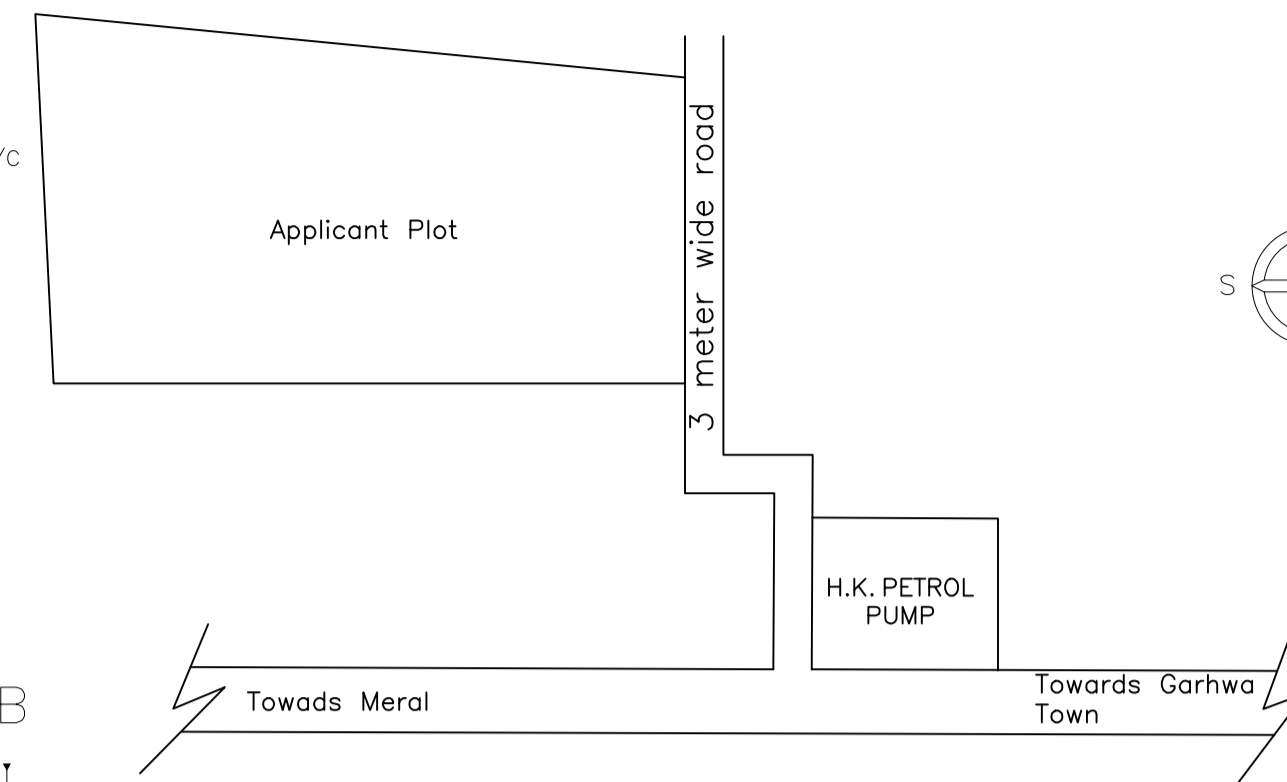 /c
Applicant Plot
3 meter wide road
S
H.K. PETROL
PUMP
B
Towads Meral
Towards Garhwa
Town